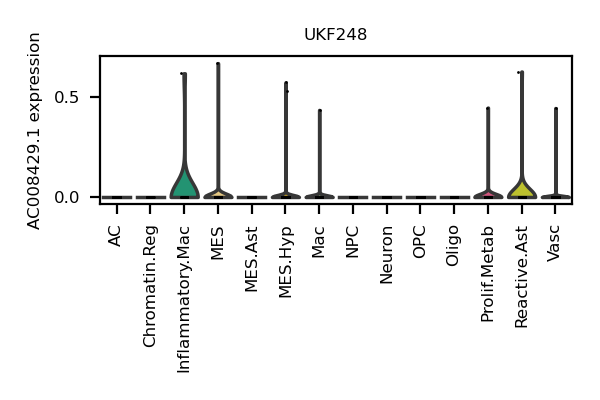 UKF248
AC008429.1 expression
0.5
0.0
AC
Chromatin.Reg
Inflammatory.Mac
MES
MES.Ast
MES.Hyp
Mac
NPC
Neuron
OPC
Oligo
Prolif.Metab
Reactive.Ast
Vasc